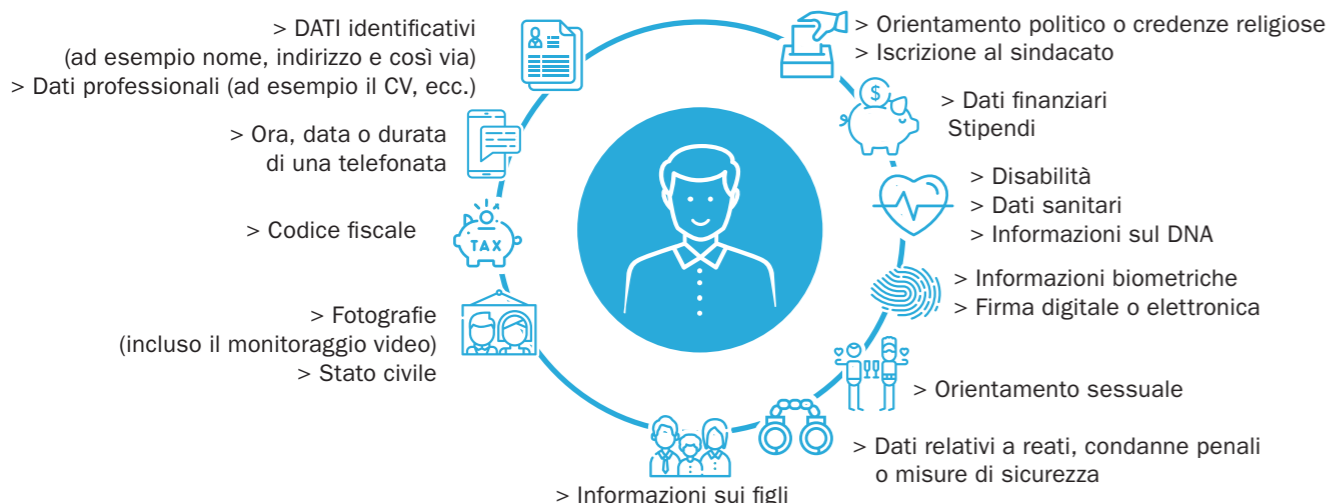 > DATI identificativi
(ad esempio nome, indirizzo e così via)
> Dati professionali (ad esempio il CV, ecc.)
> Ora, data o durata
di una telefonata
> Codice fiscale
TAX
> Fotografie
(incluso il monitoraggio video)
> Stato civile
> Orientamento politico o credenze religiose
> Iscrizione al sindacato
$
> Dati finanziari
Stipendi
> Disabilità
> Dati sanitari
> Informazioni sul DNA
> Informazioni biometriche
> Firma digitale o elettronica
> Orientamento sessuale
> Dati relativi a reati, condanne penali
o misure di sicurezza
> Informazioni sui figli